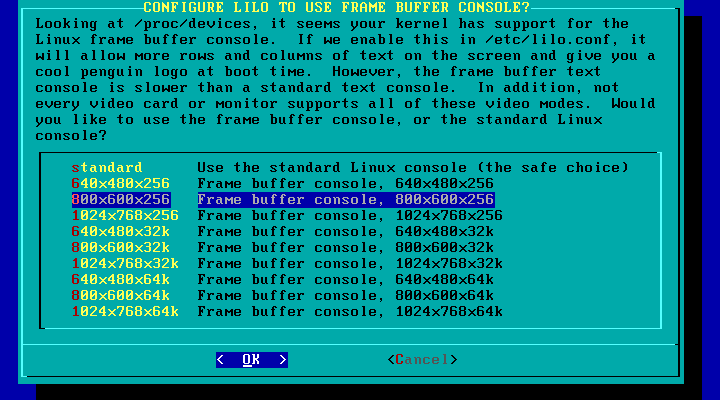 CONFIGURE LILO TO USE FRAME BUFFER CONSOLE?
Looking at /proc/devices, it seems your kernel has support for the
Linux frame buffer console.  If we enable this in /etc/lilo.conf, it
will allow more rows and columns of text on the screen and give you a
cool penguin logo at boot time.  However, the frame buffer text
console is slower than a standard text console.  In addition, not
every video card or monitor supports all of these video modes.  Would
you like to use the frame buffer console, or the standard Linux
console?
standard Use the standard Linux console (the safe choice)
640x480x256 Frame buffer console, 640x480x256
800x600x256 Frame buffer console, 800x600x256
1024x768x256 Frame buffer console, 1024x768x256
640x480x32k Frame buffer console, 640x480x32k
800x600x32k Frame buffer console, 800x600x32k
1024x768x32k Frame buffer console, 1024x768x32k
640x480x64k Frame buffer console, 640x480x64k
800x600x64k Frame buffer console, 800x600x64k
1024x768x64k Frame buffer console, 1024x768x64k
< OK > <Cancel>